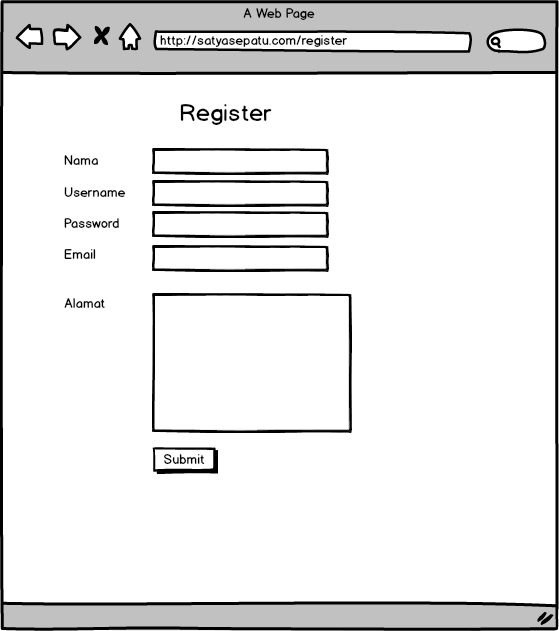 A Web Page
http://satyasepatu.com/register
Register
Nama
Username
Password
Email
Alamat
Submit